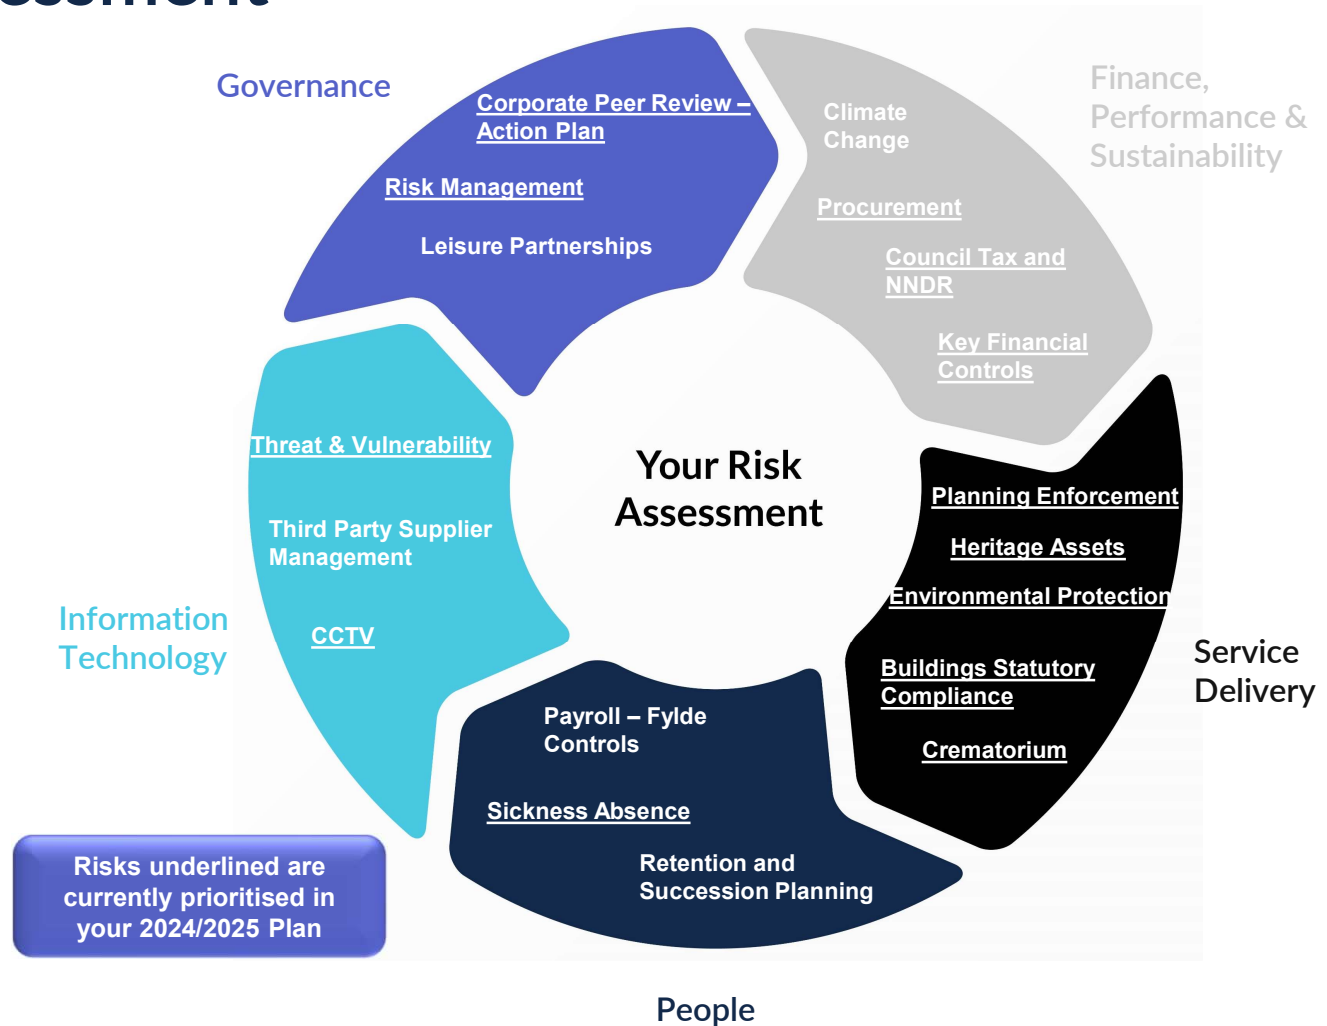 Governance
Corporate Peer Review –
Action Plan
Risk Management
Leisure Partnerships
Finance,
Performance &
Sustainability
Climate
Change
Procurement
Council Tax and
NNDR
Key Financial
Controls
Your Risk
Assessment
Planning Enforcement
Heritage Assets
Environmental Protection
Buildings Statutory
Compliance
Crematorium
Service
Delivery
Threat & Vulnerability
Third Party Supplier
Management
CCTV
Information
Technology
Payroll – Fylde
Controls
Sickness Absence
Retention and
Succession Planning
People
Risks underlined are
currently prioritised in
your 2024/2025 Plan